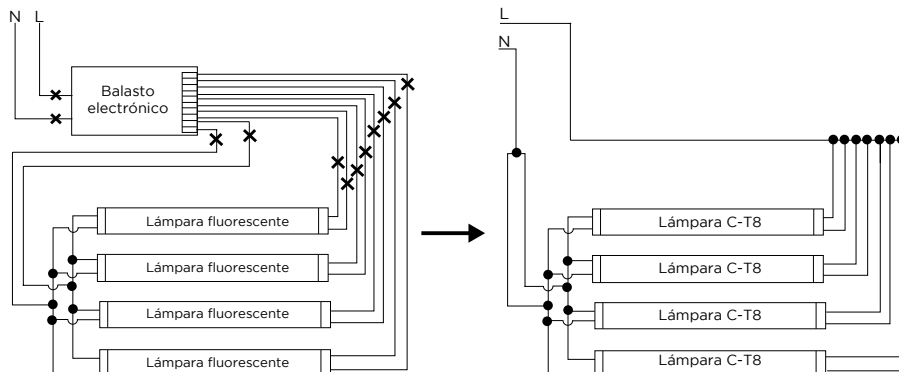 N L
Balasto
electrónico
Lámpara fluorescente
Lámpara fluorescente
Lámpara fluorescente
Lámpara fluorescente
L
N
Lámpara C-T8
Lámpara C-T8
Lámpara C-T8
Lámpara C-T8